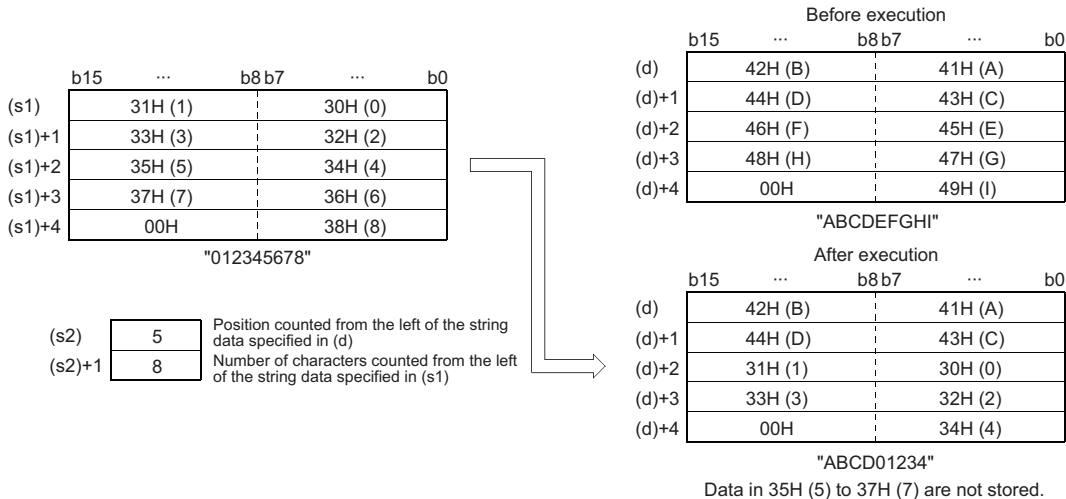 b15 ... b8 b7 ... b0
(s1) 31H (1) 30H (0)
(s1)+1 33H (3) 32H (2)
(s1)+2 35H (5) 34H (4)
(s1)+3 37H (7) 36H (6)
(s1)+4 00H 38H (8)
"012345678"
(s2) 5 Position counted from the left of the string
data specified in (d)
(s2)+1 8 Number of characters counted from the left
of the string data specified in (s1)
Before execution
b15 ... b8 b7 ... b0
(d) 42H (B) 41H (A)
(d)+1 44H (D) 43H (C)
(d)+2 46H (F) 45H (E)
(d)+3 48H (H) 47H (G)
(d)+4 00H 49H (I)
"ABCDEFGHI"
After execution
b15 ... b8 b7 ... b0
(d) 42H (B) 41H (A)
(d)+1 44H (D) 43H (C)
(d)+2 31H (1) 30H (0)
(d)+3 33H (3) 32H (2)
(d)+4 00H 34H (4)
"ABCD01234"
Data in 35H (5) to 37H (7) are not stored.